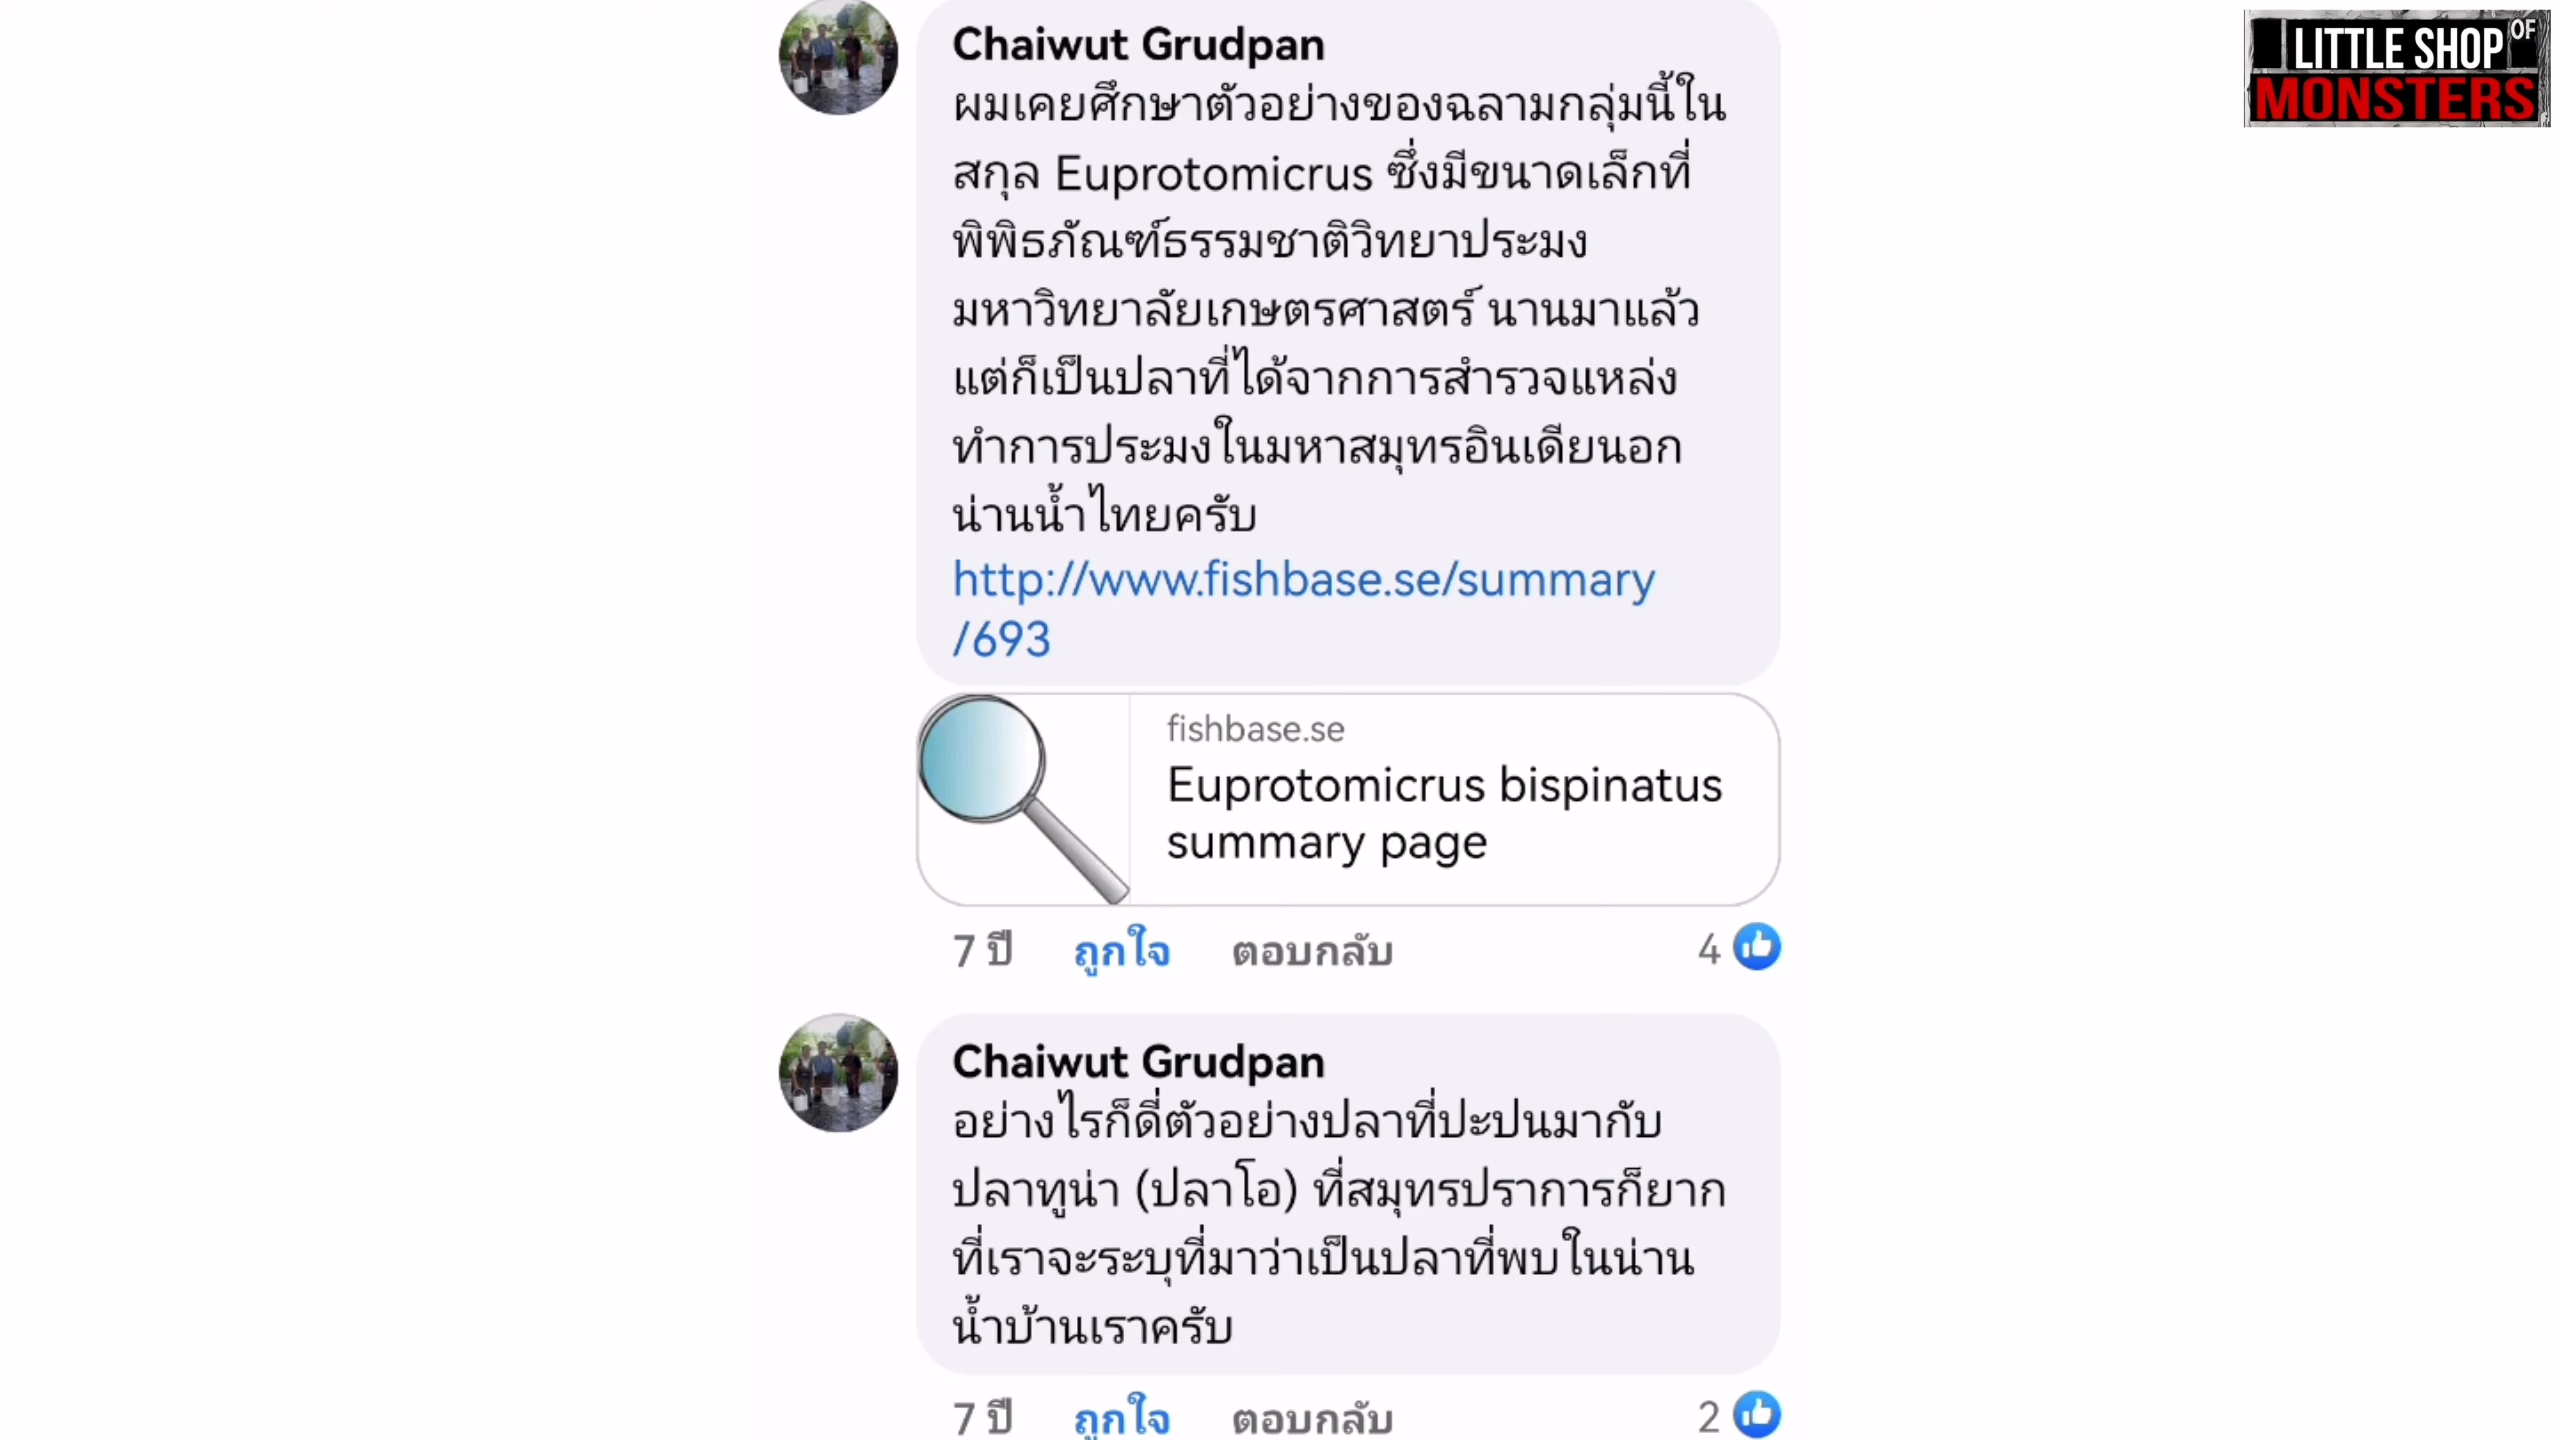 LITTLE SHOP OF
MONSTERS
Chaiwut Grudpan
ผมเคยศึกษาตัวอย่างของฉลามกลุ่มนี้ใน
สกุล Euprotomicrus ซึ่งมีขนาดเล็กที่
พิพิธภัณฑ์ธรรมชาติวิทยาประมง
มหาวิทยาลัยเกษตรศาสตร์ นานมาแล้ว
แต่ก็เป็นปลาที่ได้จากการสำรวจแหล่ง
ทำการประมงในมหาสมุทรอินเดียนอก
น่านน้ำไทยครับ
http://www.fishbase.se/summary
/693
fishbase.se
Euprotomicrus bispinatus
summary page
7 ปี ถูกใจ ตอบกลับ 4
Chaiwut Grudpan
อย่างไรก็ดี่ตัวอย่างปลาที่ปะปนมากับ
ปลาทูน่า (ปลาโอ) ที่สมุทรปราการก็ยาก
ที่เราจะระบุที่มาว่าเป็นปลาที่พบในน่าน
น้ำบ้านเราครับ
7 ปี ถูกใจ ตอบกลับ 2